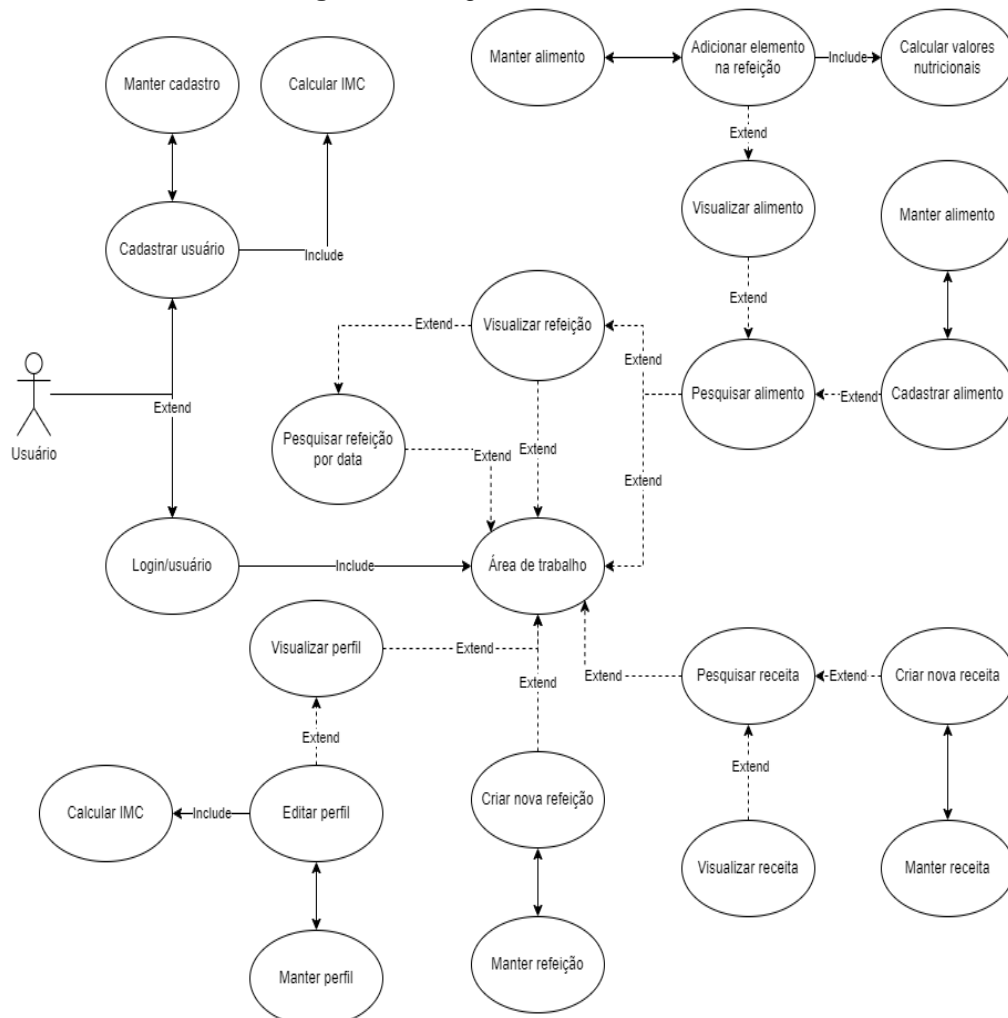 Manter alimento
Adicionar elemento
na refeição
Include
Calcular valores
nutricionais
Manter cadastro
Calcular IMC
Extend
Visualizar alimento
Manter alimento
Cadastrar usuário
Include
Extend
Extend
Visualizar refeição
Extend
Pesquisar alimento
Extend
Cadastrar alimento
Usuário
Extend
Pesquisar refeição
por data
Extend
Extend
Extend
Login/usuário
Include
Área de trabalho
Visualizar perfil
Extend
Extend
Extend
Pesquisar receita
Extend
Criar nova receita
Extend
Extend
Calcular IMC
Include
Editar perfil
Criar nova refeição
Visualizar receita
Manter receita
Manter perfil
Manter refeição